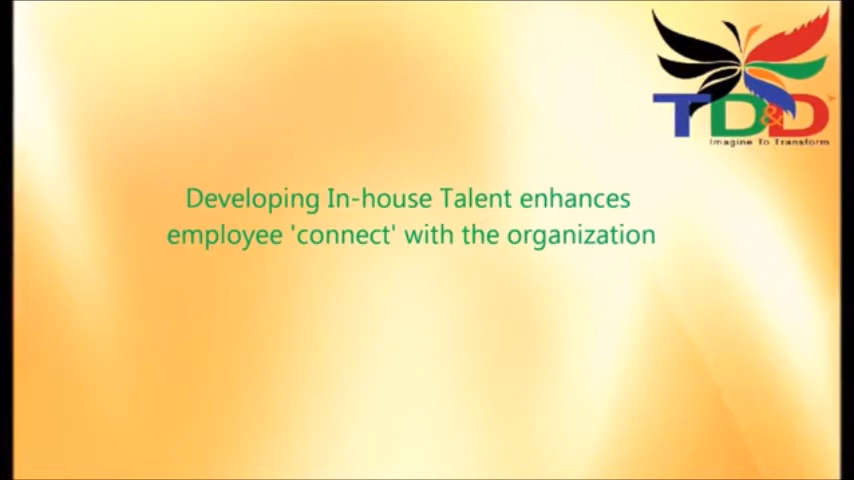 TD&D
Imagine To Transform
Developing In-house Talent enhances
employee 'connect' with the organization